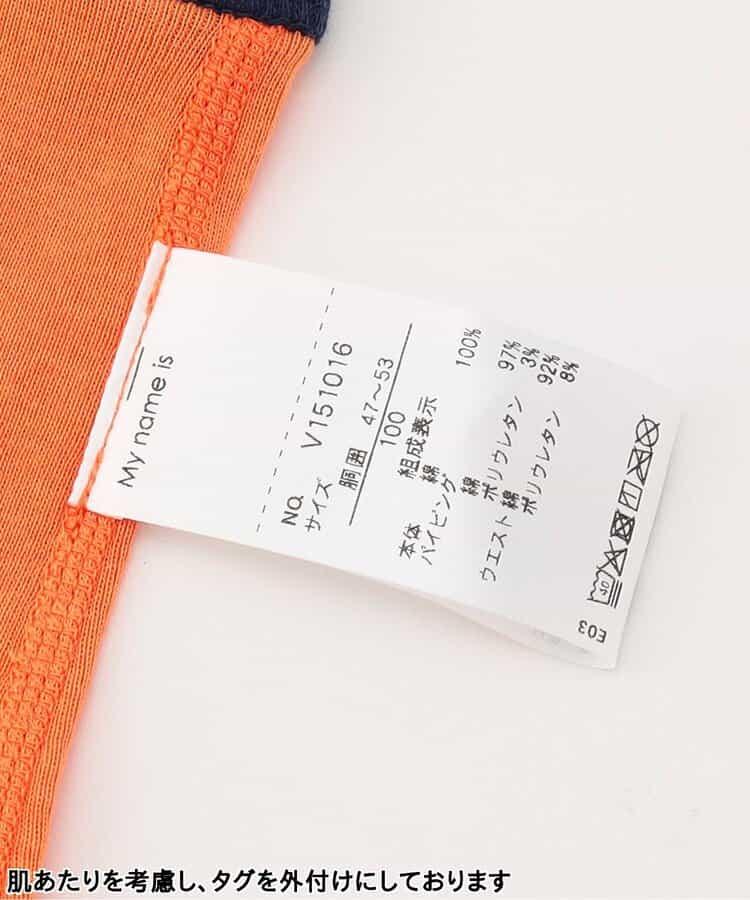 My name is
NO. V151016
サイズ
胴囲 47～53
100
組成義示
本体 綿 100%
パイピング
綿 97%
ポリウレタン 3%
ウエスト 綿 92%
ポリウレタン 8%
40
E03
肌あたりを考慮し、タグを外付けにしております